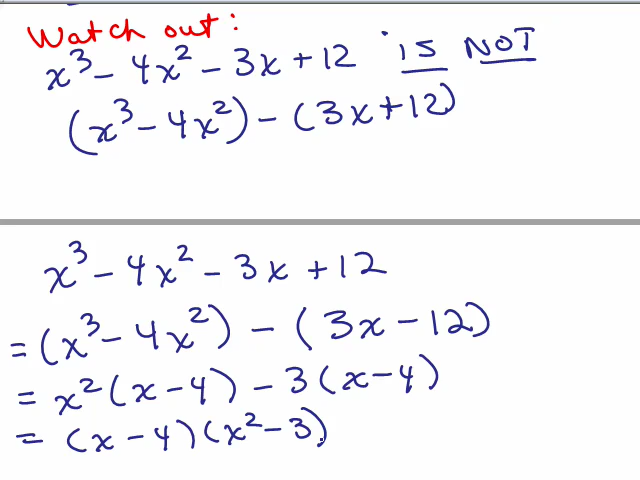 Watch out:
x³ - 4x² - 3x + 12 is NOT
(x³ - 4x²) - (3x + 12)
x³ - 4x² - 3x + 12
= (x³ - 4x²) - (3x - 12)
= x²(x - 4) - 3(x - 4)
= (x - 4)(x² - 3)